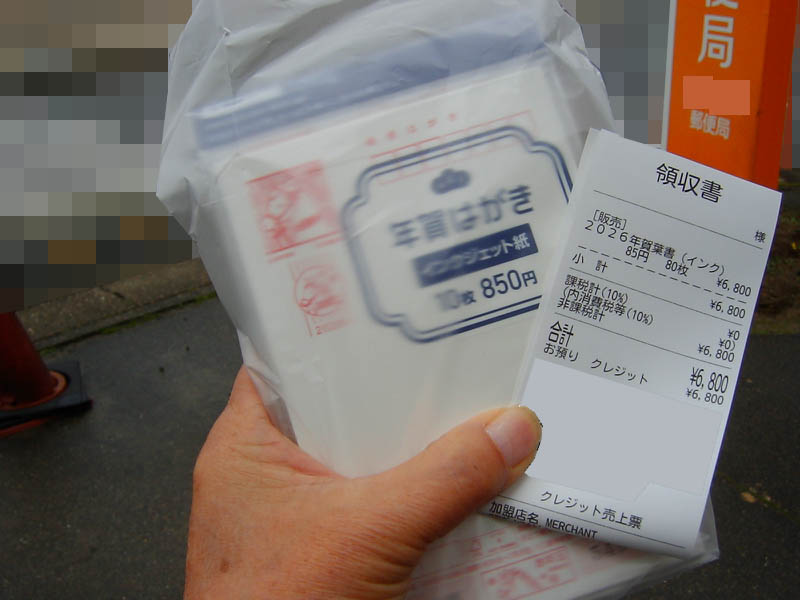 便局
郵便局
年賀はがき
インクジェット紙
10枚 850円
領収書
様
[販売]
2026年賀葉書(インク)
85円 80枚 ¥6,800
小 計 ¥6,800
課税計(10%) ¥0
(内消費税等(10%) ¥0)
非課税計 ¥6,800
合計 ¥6,800
お預り クレジット ¥6,800
クレジット売上票
加盟店名 MERCHANT